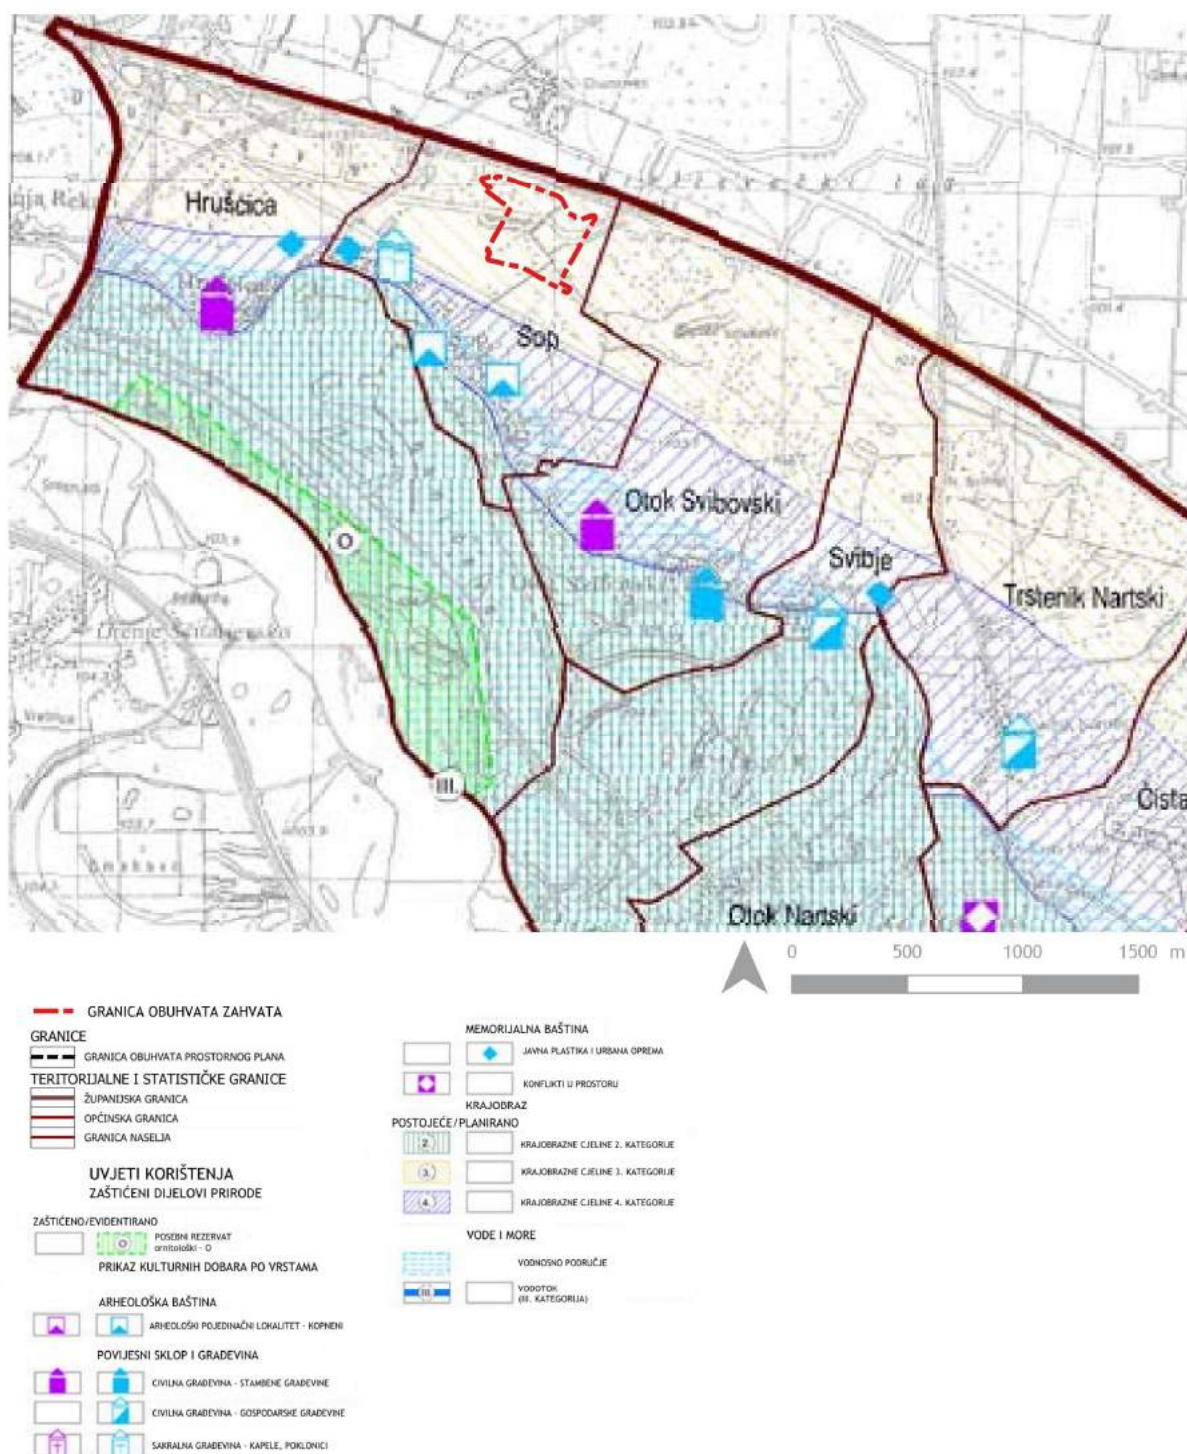 Hrušćica
Sop
Otok Svibovski
Svibje
Trstenik Nartski
O
III.
Čista
Otok Nartski
0 500 1000 1500 m
GRANICA OBUHVATA ZAHVATA
GRANICE
GRANICA OBUHVATA PROSTORNOG PLANA
TERITORIJALNE I STATISTIČKE GRANICE
ŽUPANIJSKA GRANICA
OPĆINSKA GRANICA
GRANICA NASELJA
UVJETI KORIŠTENJA
ZAŠTIĆENI DIJELOVI PRIRODE
ZAŠTIĆENO/EVIDENTIRANO
O
POSEBNI REZERVAT
ornitološki - O
PRIKAZ KULTURNIH DOBARA PO VRSTAMA
ARHEOLOŠKA BAŠTINA
ARHEOLOŠKI POJEDINAČNI LOKALITET - KOPNENI
POVIJESNI SKLOP I GRAĐEVINA
CIVILNA GRAĐEVINA - STAMBENE GRAĐEVINE
CIVILNA GRAĐEVINA - GOSPODARSKE GRAĐEVINE
SAKRALNA GRAĐEVINA - KAPELE, POKLONICI
MEMORIJALNA BAŠTINA
JAVNA PLASTIKA I URBANA OPREMA
KONFLIKTI U PROSTORU
KRAJOBRAZ
POSTOJEĆE/PLANIRANO
2. KRAJOBRAZNE CJELINE 2. KATEGORIJE
3. KRAJOBRAZNE CJELINE 3. KATEGORIJE
4. KRAJOBRAZNE CJELINE 4. KATEGORIJE
VODE I MORE
VODNOSNO PODRUČJE
III.
VODOTOK
(III. KATEGORIJA)